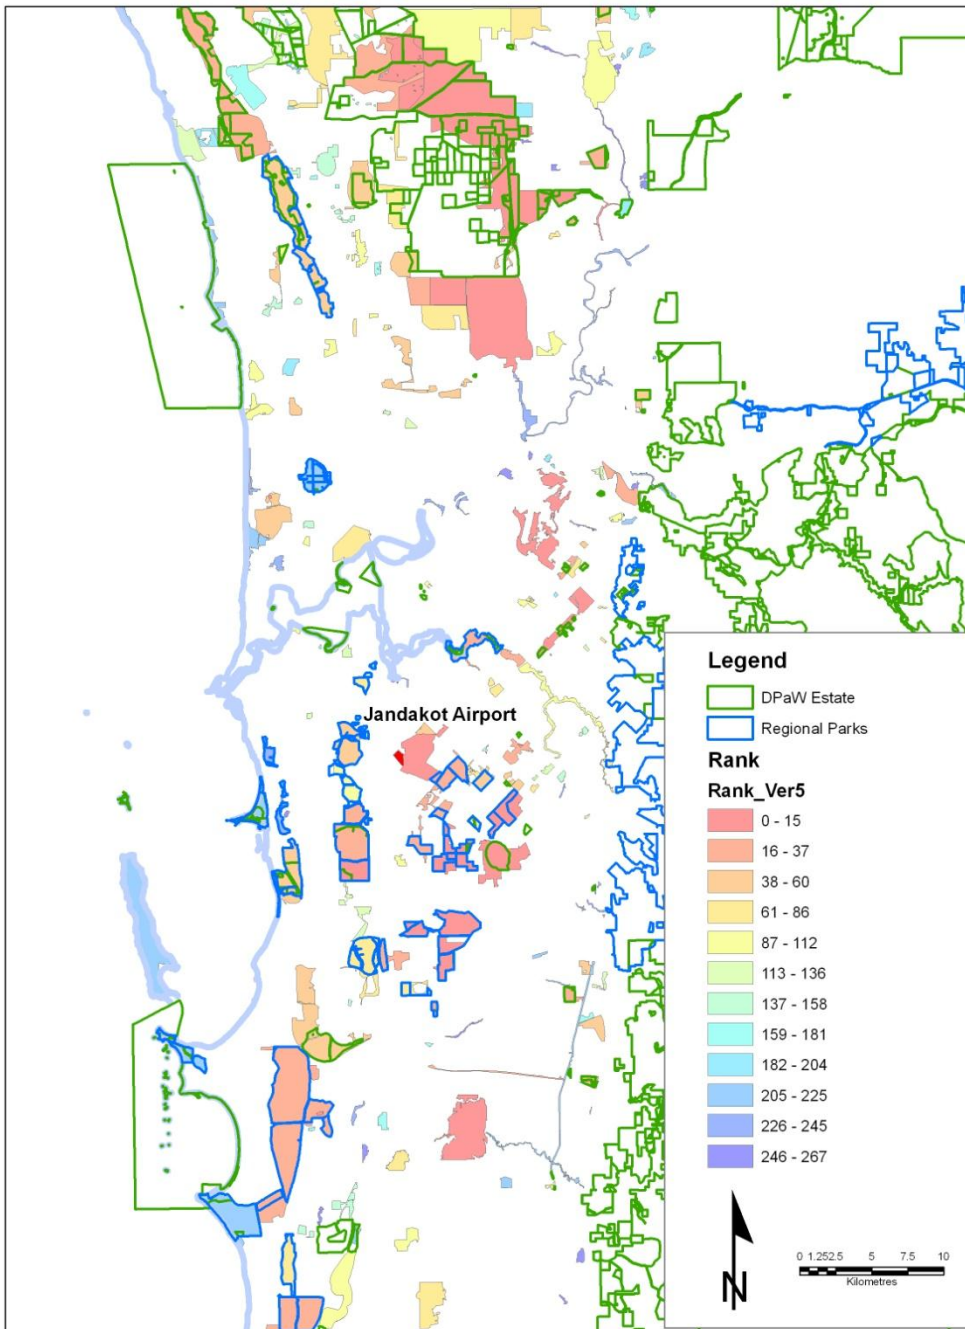 Jandakot Airport
Legend
DPaW Estate
Regional Parks
Rank
Rank_Ver5
0 - 15
16 - 37
38 - 60
61 - 86
87 - 112
113 - 136
137 - 158
159 - 181
182 - 204
205 - 225
226 - 245
246 - 267
N
0 1.252.5 5 7.5 10
Kilometres